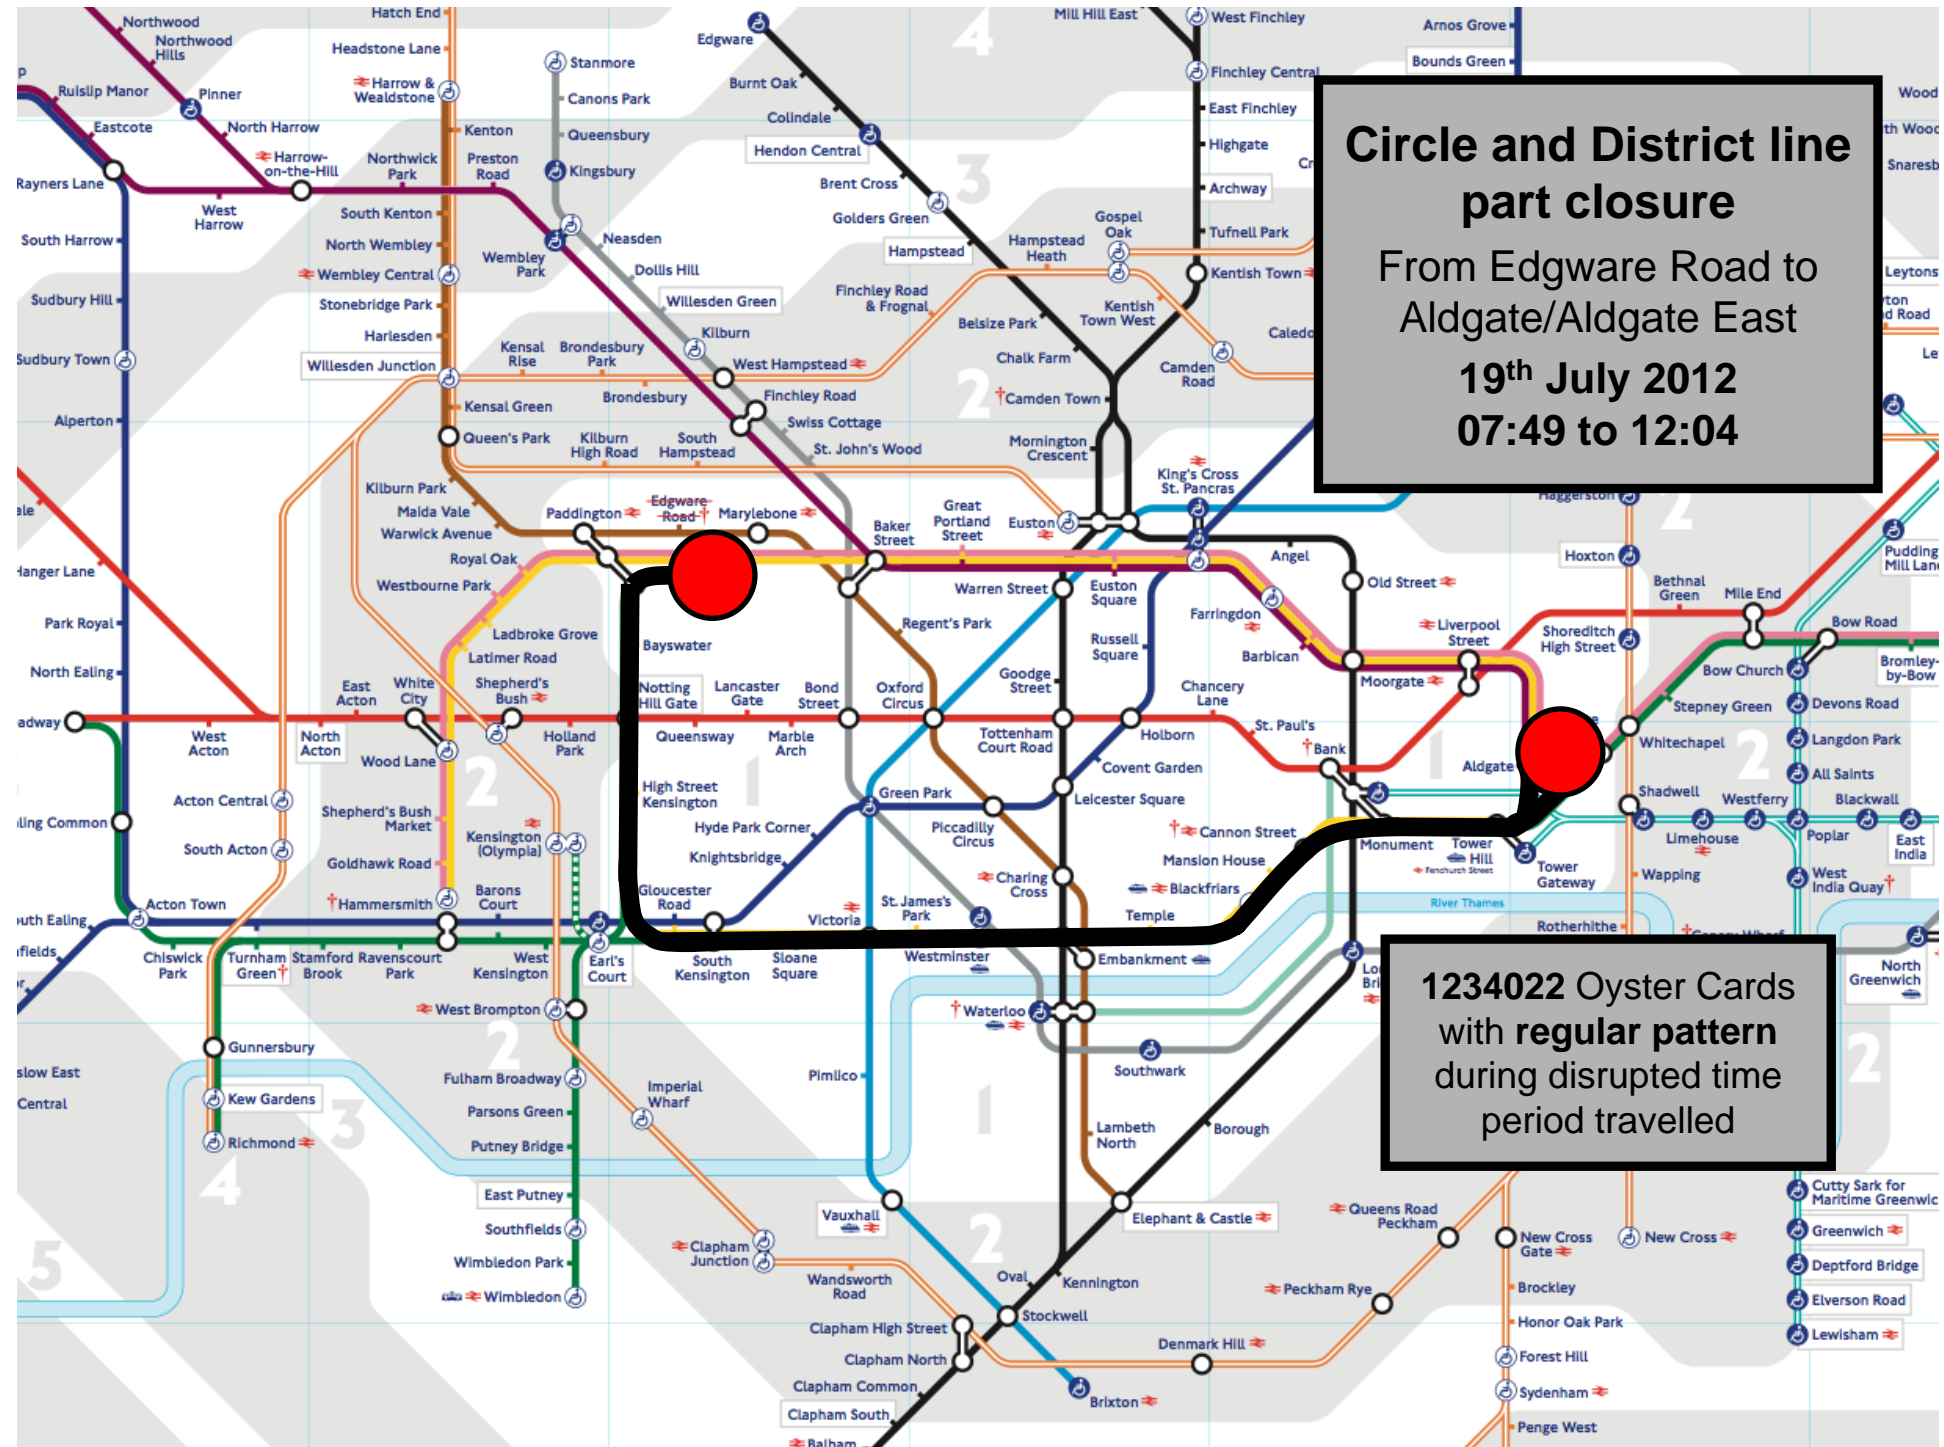 Circle and District line
part closure
From Edgware Road to
Aldgate/Aldgate East
19th July 2012
07:49 to 12:04
1234022 Oyster Cards
with regular pattern
during disrupted time
period travelled
Northwood
Northwood
Hills
Ruislip Manor
Pinner
Eastcote
North Harrow
Harrow-
on-the-Hill
Rayners Lane
West
Harrow
South Harrow
Sudbury Hill
Sudbury Town
Alperton
Hanger Lane
Park Royal
North Ealing
Hatch End
Headstone Lane
Harrow &
Wealdstone
Kenton
Northwick
Park
Preston
Road
South Kenton
North Wembley
Wembley Central
Stonebridge Park
Harlesden
Willesden Junction
Kensal Green
Queen's Park
Kilburn Park
Maida Vale
Warwick Avenue
Royal Oak
Westbourne Park
Ladbroke Grove
Latimer Road
Stanmore
Canons Park
Queensbury
Kingsbury
Wembley
Park
Neasden
Dollis Hill
Willesden Green
Kilburn
West Hampstead
Finchley Road
Swiss Cottage
St. John's Wood
Kensal
Rise
Brondesbury
Park
Brondesbury
Kilburn
High Road
South
Hampstead
Edgware
Burnt Oak
Colindale
Hendon Central
Brent Cross
Golders Green
Hampstead
Hampstead
Heath
Finchley Road
& Frognal
Belsize Park
Chalk Farm
Camden Town
Mornington
Crescent
Gospel
Oak
Kentish
Town West
Camden
Road
Mill Hill East
West Finchley
Finchley Central
East Finchley
Highgate
Archway
Tufnell Park
Kentish Town
Arnos Grove
Bounds Green
Paddington
Edgware
Road
Marylebone
Baker
Street
Great
Portland
Street
Euston
King's Cross
St. Pancras
Angel
Old Street
Warren Street
Euston
Square
Regent's Park
Russell
Square
Goodge
Street
Farringdon
Barbican
Moorgate
Liverpool
Street
Haggerston
Hoxton
Shoreditch
High Street
Bethnal
Green
Mile End
Bow Road
Bow Church
Bromley-
by-Bow
Pudding
Mill Lane
Stepney Green
Devons Road
Whitechapel
Langdon Park
All Saints
Aldgate
Shadwell
Westferry
Blackwall
Limehouse
Poplar
East
India
West
India Quay
Wapping
Rotherhithe
River Thames
Tower
Hill
Fenchurch Street
Tower
Gateway
Monument
Bank
St. Paul's
Chancery
Lane
Holborn
Tottenham
Court Road
Covent Garden
Leicester Square
Oxford
Circus
Bond
Street
Marble
Arch
Lancaster
Gate
Queensway
Notting
Hill Gate
Bayswater
Holland
Park
Shepherd's
Bush
White
City
East
Acton
North
Acton
West
Acton
Wood Lane
Shepherd's Bush
Market
Goldhawk Road
Hammersmith
Acton Central
South Acton
Acton Town
Kensington
(Olympia)
Barons
Court
High Street
Kensington
Gloucester
Road
Hyde Park Corner
Knightsbridge
Green Park
Piccadilly
Circus
Charing
Cross
Cannon Street
Mansion House
Blackfriars
Temple
Embankment
Westminster
St. James's
Park
Victoria
Sloane
Square
South
Kensington
Earl's
Court
West
Kensington
Ravenscourt
Park
Stamford
Brook
Turnham
Green
Chiswick
Park
Gunnersbury
Kew Gardens
Richmond
West Brompton
Fulham Broadway
Parsons Green
Putney Bridge
East Putney
Southfields
Wimbledon Park
Wimbledon
Imperial
Wharf
Clapham
Junction
Wandsworth
Road
Pimlico
Vauxhall
Waterloo
Southwark
Lambeth
North
Borough
Elephant & Castle
Kennington
Oval
Stockwell
Clapham High Street
Clapham North
Clapham Common
Clapham South
Balham
Brixton
Denmark Hill
Peckham Rye
Queens Road
Peckham
New Cross
Gate
New Cross
Brockley
Honor Oak Park
Forest Hill
Sydenham
Penge West
North
Greenwich
Cutty Sark for
Greenwich
Deptford Bridge
Elverson Road
Lewisham
4
3
2
1
2
1
2
1
2
2
2
1
2
3
4
5
2